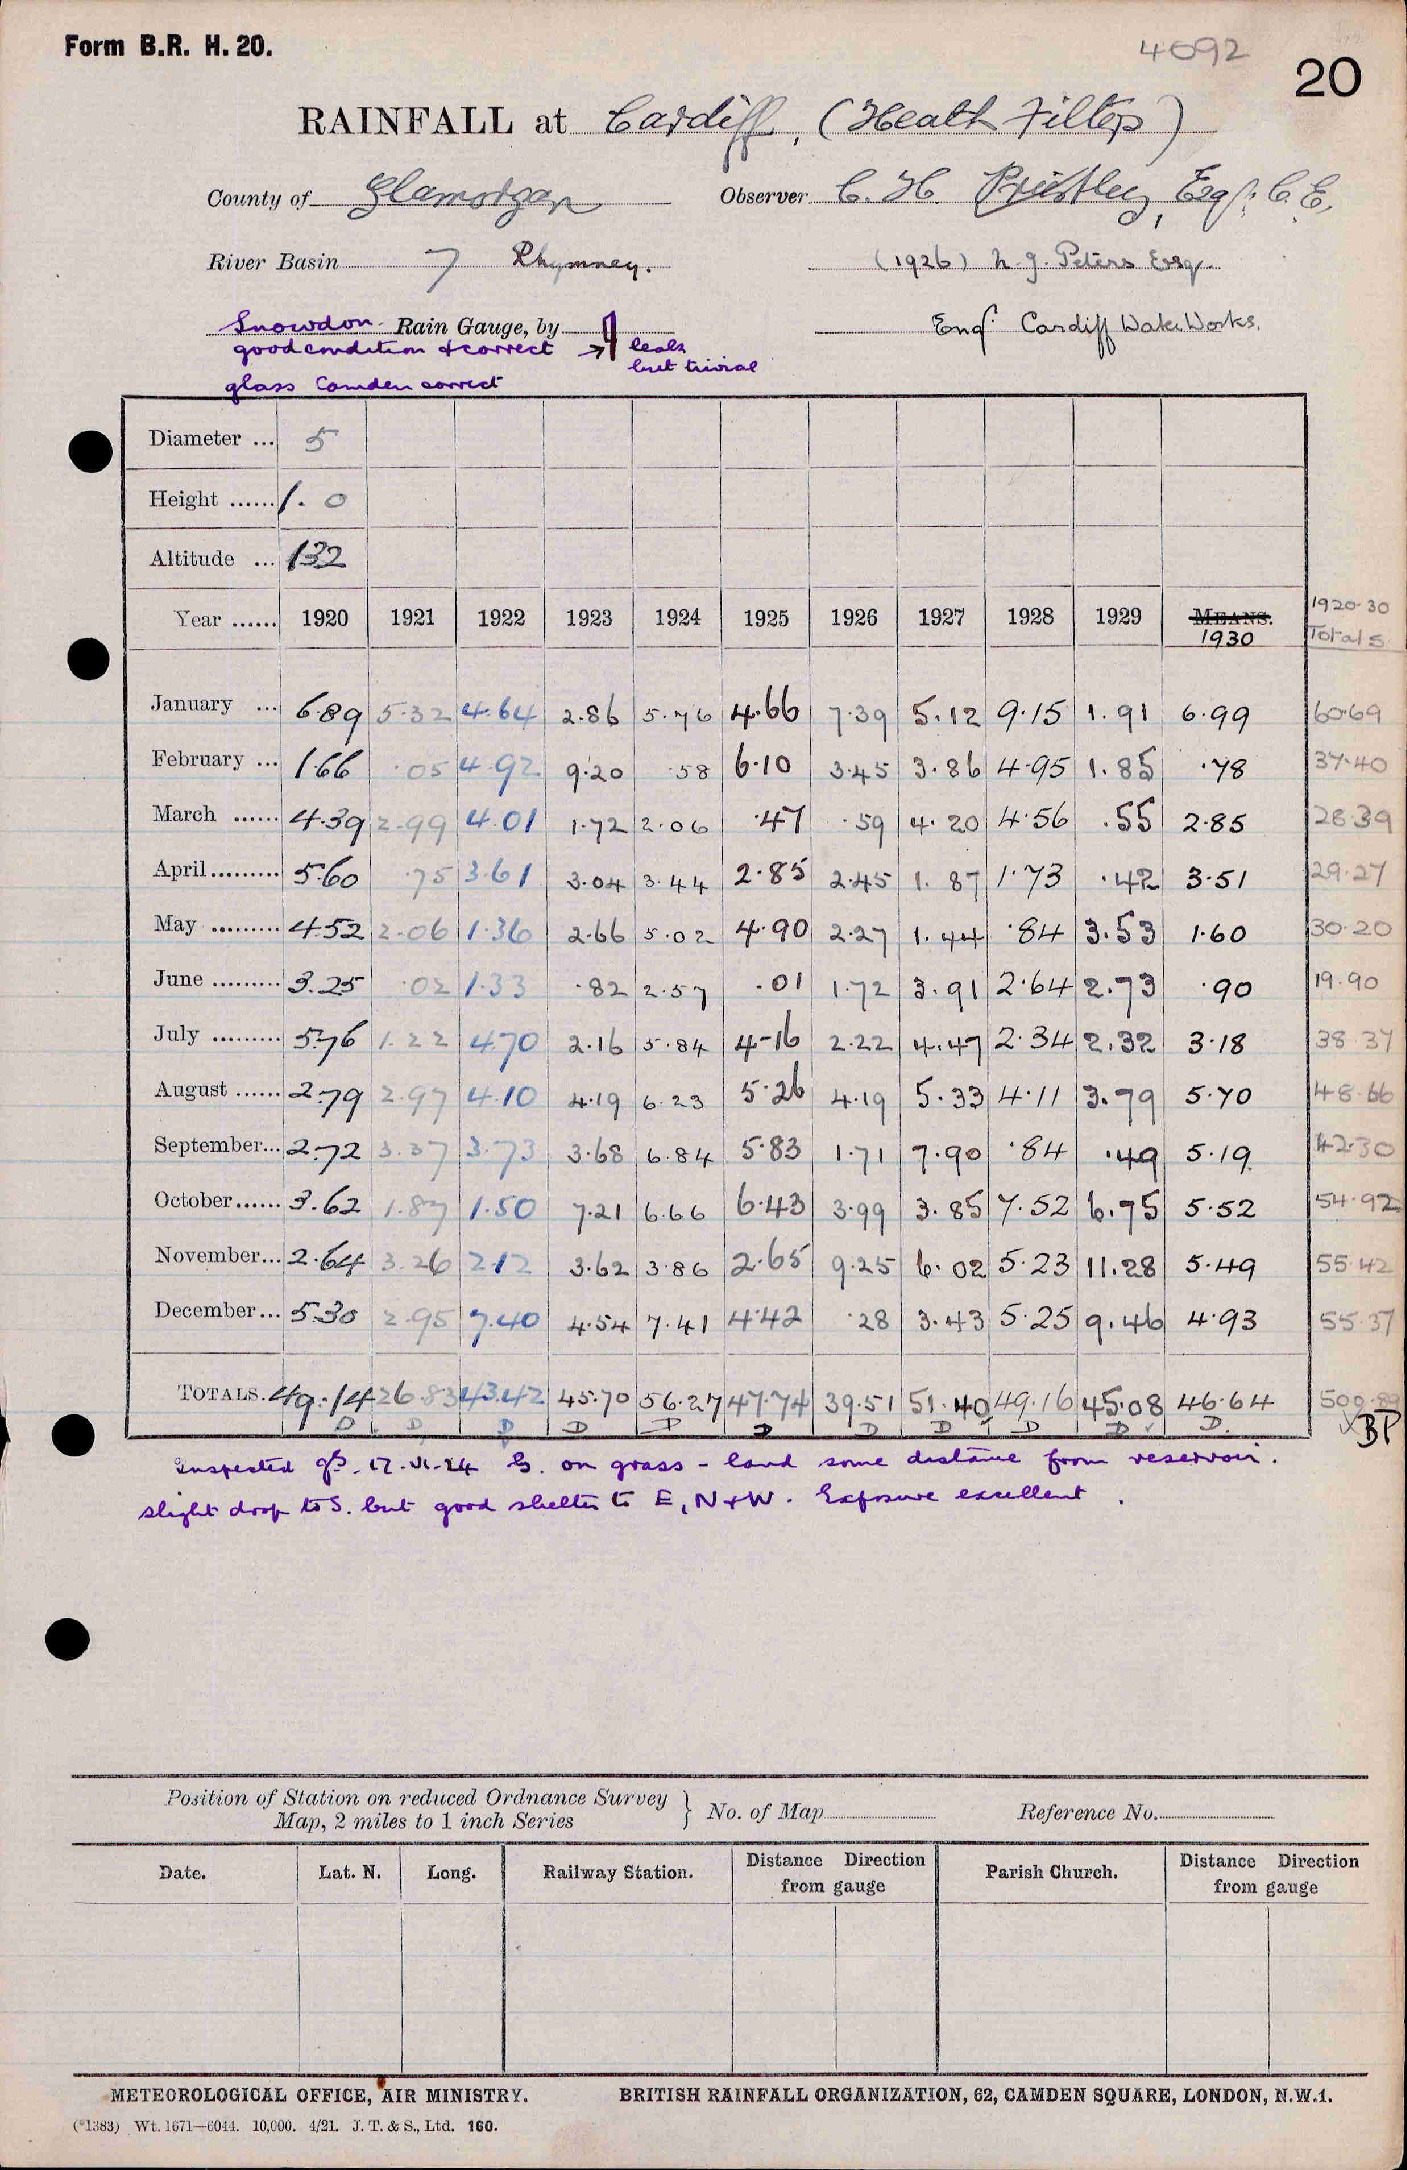 Form B.R. H. 20.
4092
20
RAINFALL at Cardiff, (Heath Filters)
County of Glamorgan Observer C. H Priestley, Esq. C.E,
River Basin 7 Rhymney. (1926) N. J. Peters Esq.
Snowdon Rain Gauge, by Engr. Cardiff Water Works.
good condition & correct → leaks
but trivial
glass Camden correct
Diameter ... 5
Height ...... 1. 0
Altitude ... 132
Year ...... 1920 1921 1922 1923 1924 1925 1926 1927 1928 1929 MEANS. 1930 1920-30 Totals
January ... 6.89 5.32 4.64 2.86 5.76 4.66 7.39 5.12 9.15 1.91 6.99 60.69
February ... 1.66 .05 4.92 9.20 .58 6.10 3.45 3.86 4.95 1.85 .78 37.40
March ...... 4.39 2.99 4.01 1.72 2.06 .47 .59 4.20 4.56 .55 2.85 28.39
April ......... 5.60 .75 3.61 3.04 3.44 2.85 2.45 1.87 1.73 .42 3.51 29.27
May ......... 4.52 2.06 1.36 2.66 5.02 4.90 2.27 1.44 .84 3.53 1.60 30.20
June ......... 3.25 .02 1.33 .82 2.57 .01 1.72 3.91 2.64 2.73 .90 19.90
July ......... 5.76 1.22 4.70 2.16 5.84 4.16 2.22 4.47 2.34 2.32 3.18 38.37
August ...... 2.79 2.97 4.10 4.19 6.23 5.26 4.19 5.33 4.11 3.79 5.70 48.66
September... 2.72 3.37 3.73 3.68 6.84 5.83 1.71 7.90 .84 .49 5.19 42.30
October...... 3.62 1.87 1.50 7.21 6.66 6.43 3.99 3.85 7.52 6.75 5.52 54.92
November... 2.64 3.26 2.12 3.62 3.86 2.65 9.25 6.02 5.23 11.28 5.49 55.42
December... 5.30 2.95 7.40 4.54 7.41 4.42 .28 3.43 5.25 9.46 4.93 55.37
TOTALS. 49.14 26.83 43.42 45.70 56.27 47.74 39.51 51.40 49.16 45.08 46.64 500.89
D D D D D D D D D D D. BP
Inspected 17.VI.24 G. on grass - land some distance from reservoir.
slight drop to S. but good shelter to E, N & W. Exposure excellent.
Position of Station on reduced Ordnance Survey
Map, 2 miles to 1 inch Series } No. of Map Reference No.
Date. Lat. N. Long. Railway Station. Distance Direction from gauge Parish Church. Distance Direction from gauge
METEOROLOGICAL OFFICE, AIR MINISTRY. BRITISH RAINFALL ORGANIZATION, 62, CAMDEN SQUARE, LONDON, N.W.1.
(*1383) Wt. 1671—6044. 10,000. 4/21. J. T. & S., Ltd. 160.